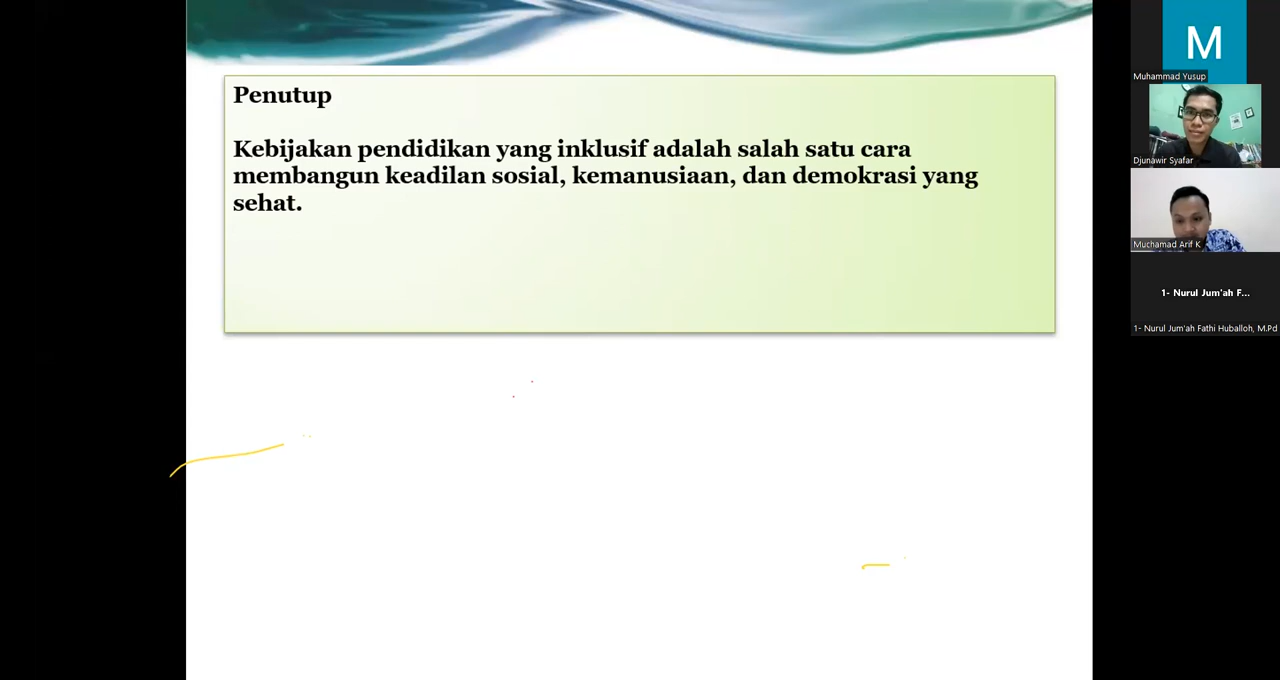 Penutup
Kebijakan pendidikan yang inklusif adalah salah satu cara
membangun keadilan sosial, kemanusiaan, dan demokrasi yang
sehat.
M
Muhammad Yusup
Djunawir Syafar
Muchamad Arif K
1- Nurul Jum'ah F...
1- Nurul Jum'ah Fathi Huballoh, M.Pd